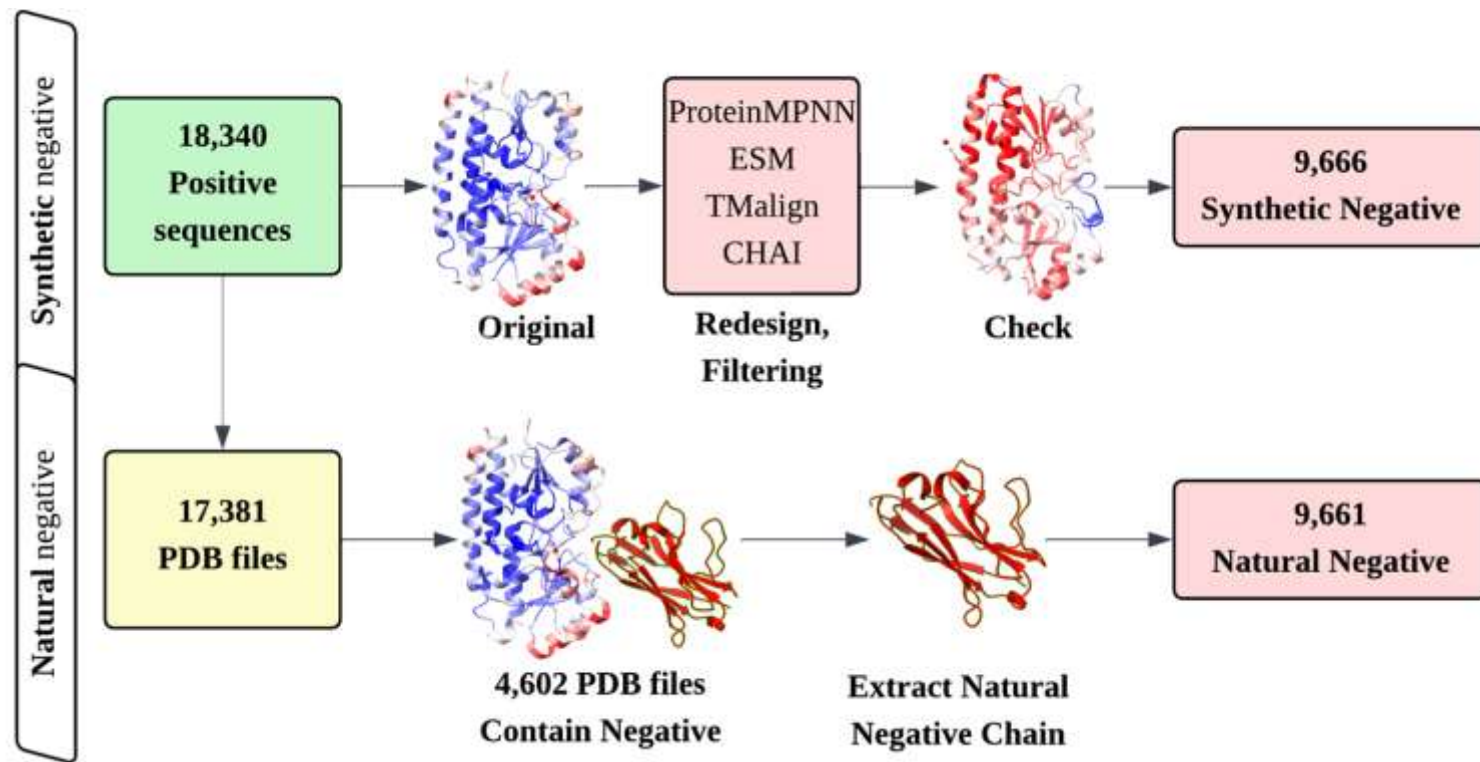 Synthetic negative
18,340
Positive
sequences
Original
ProteinMPNN
ESM
TMalign
CHAI
Redesign,
Filtering
Check
9,666
Synthetic Negative
Natural negative
17,381
PDB files
4,602 PDB files
Contain Negative
Extract Natural
Negative Chain
9,661
Natural Negative